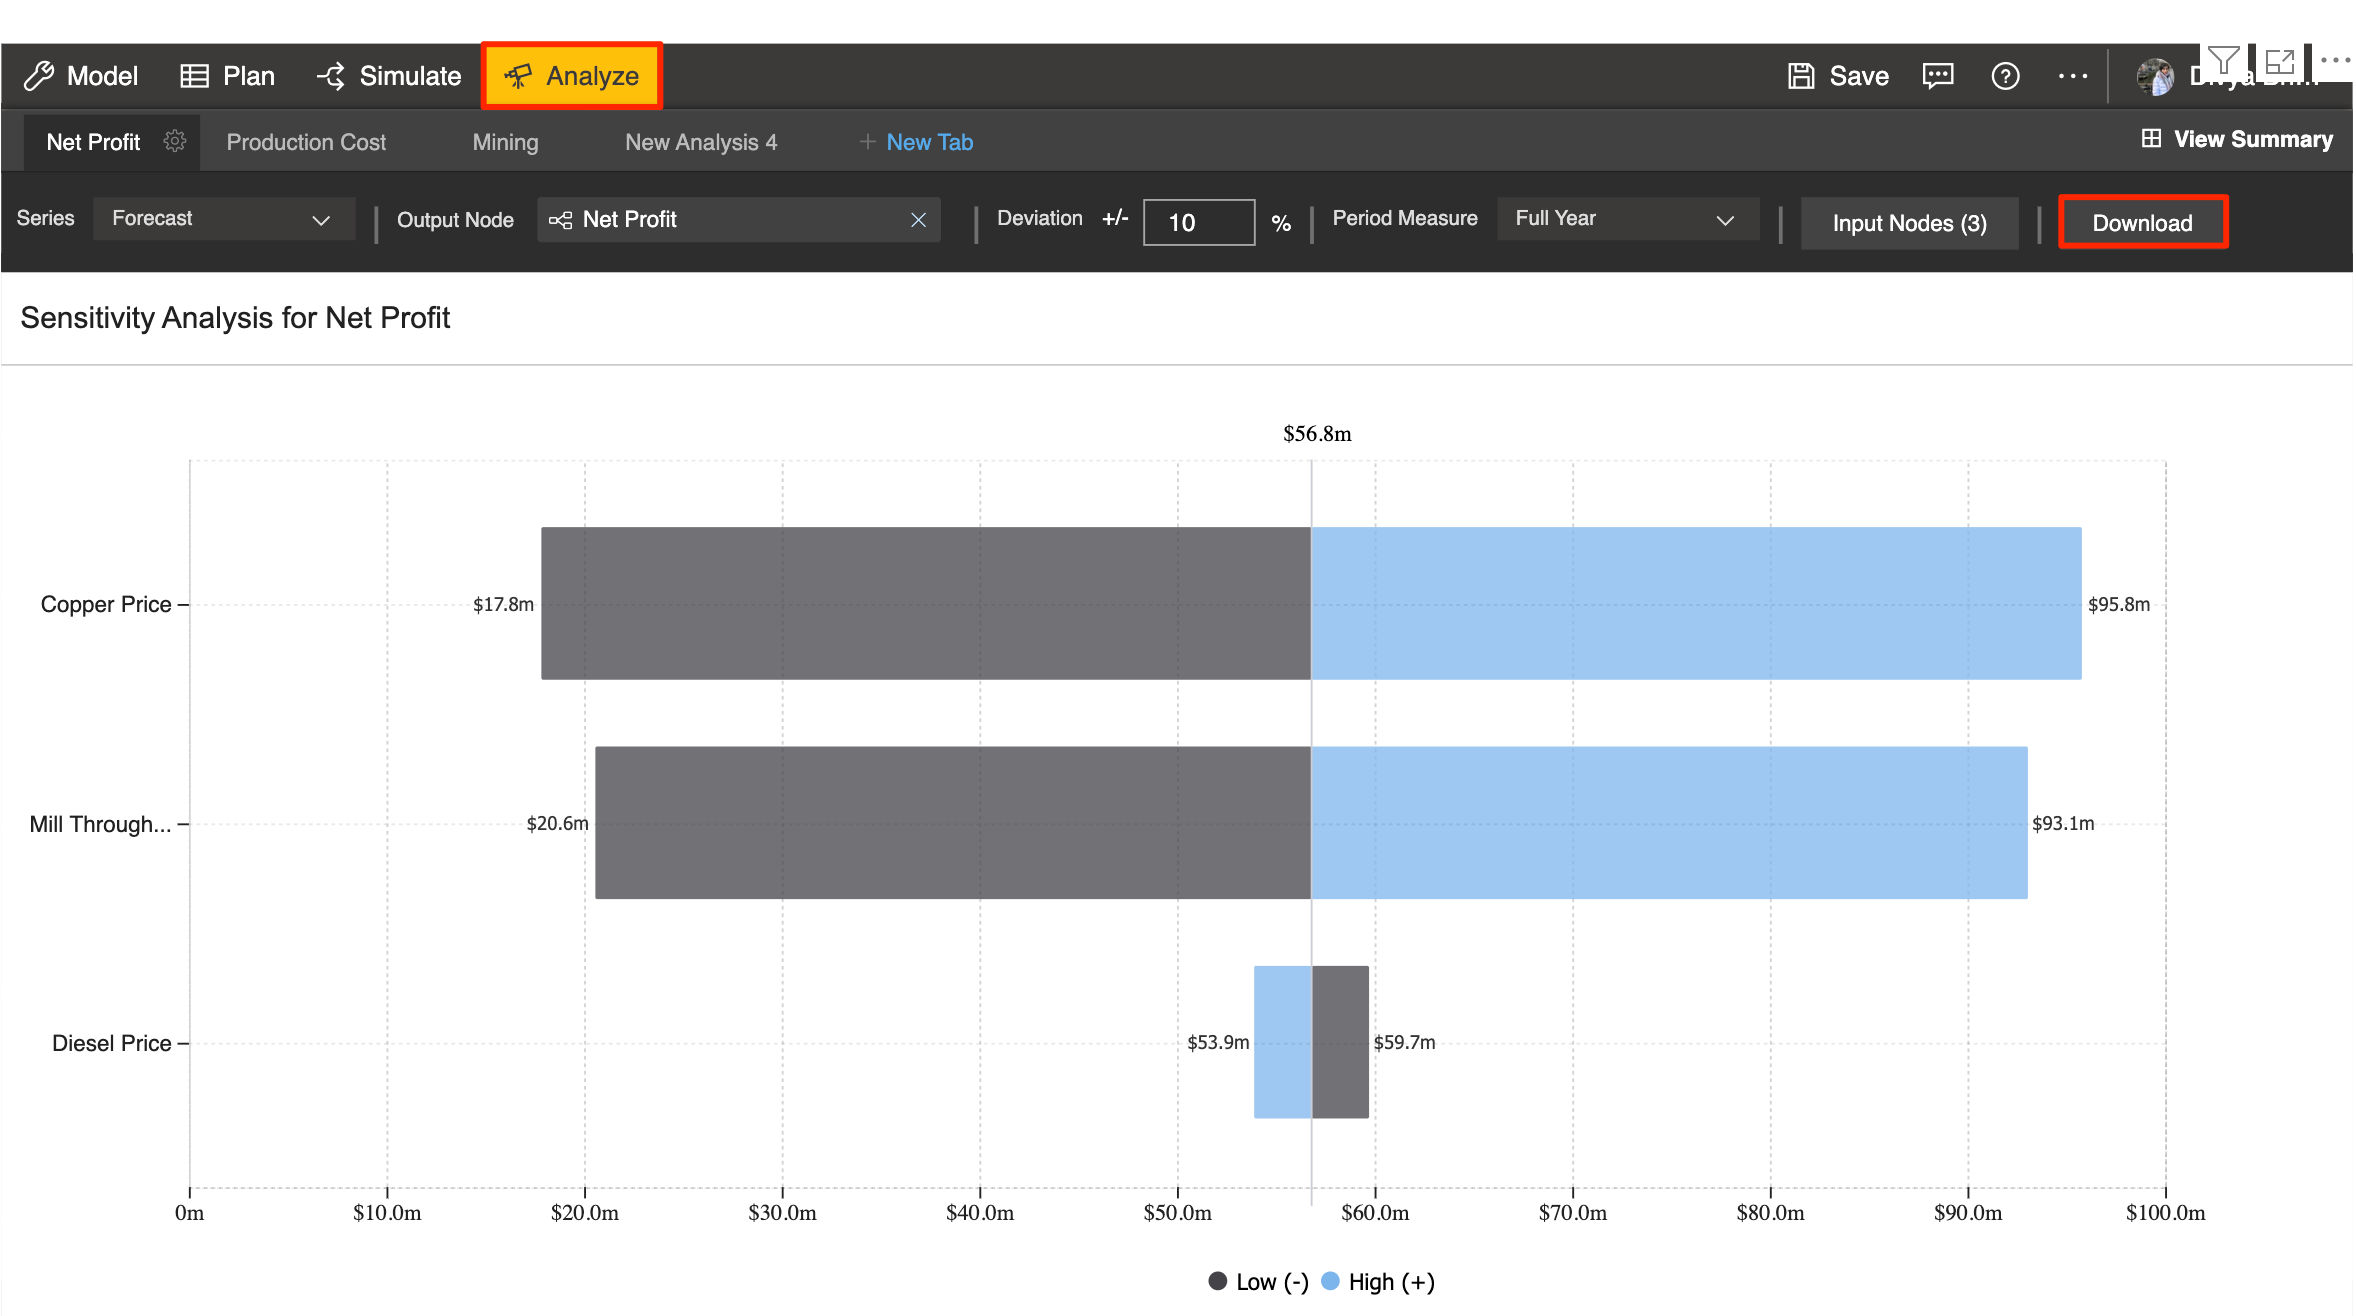 Model Plan Simulate Analyze Save
Net Profit Production Cost Mining New Analysis 4 + New Tab View Summary
Series Forecast Output Node Net Profit Deviation +/- 10 % Period Measure Full Year Input Nodes (3) Download
Sensitivity Analysis for Net Profit
$56.8m
Copper Price $17.8m $95.8m
Mill Through... $20.6m $93.1m
Diesel Price $53.9m $59.7m
0m $10.0m $20.0m $30.0m $40.0m $50.0m $60.0m $70.0m $80.0m $90.0m $100.0m
Low (-) High (+)